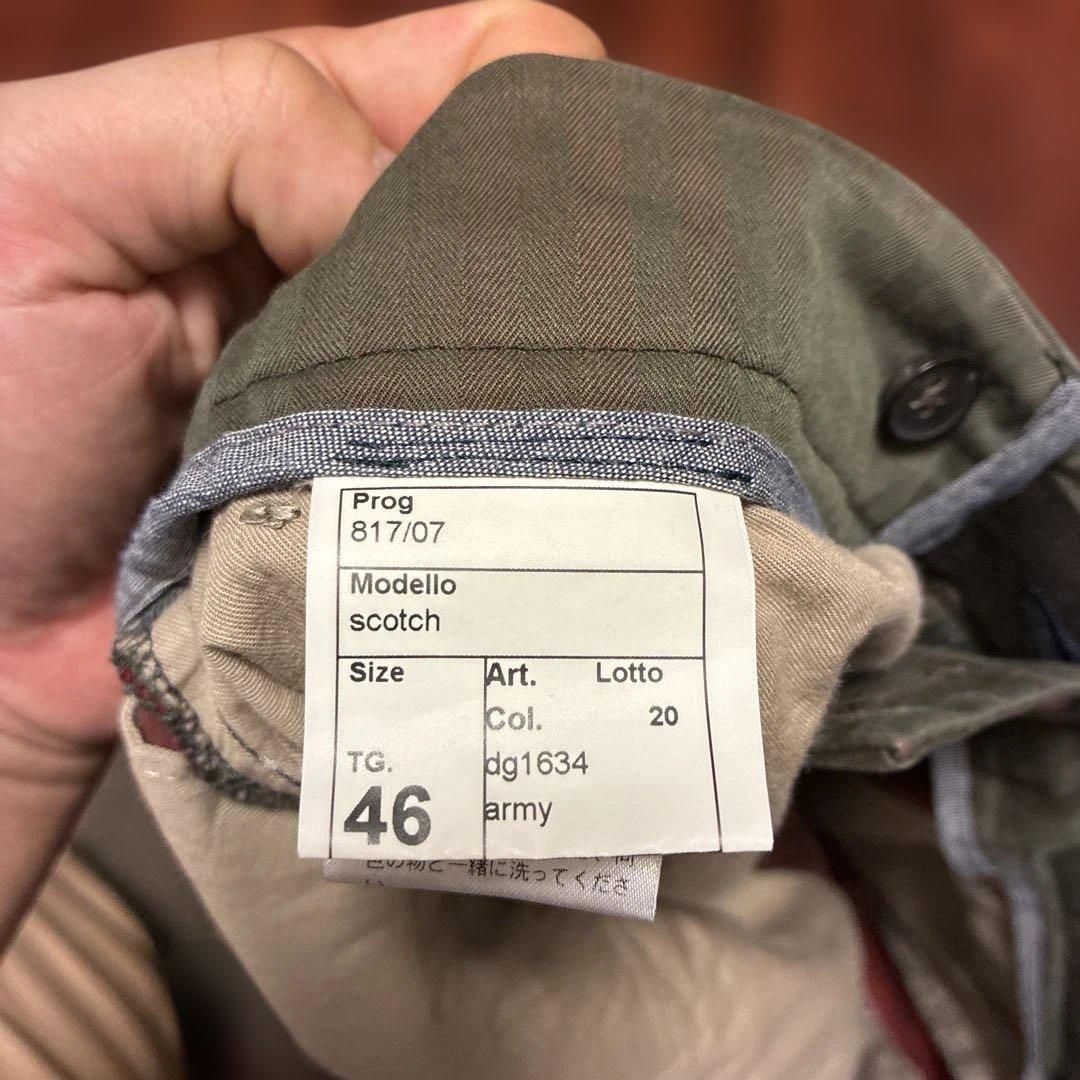 Prog
817/07
Modello
scotch
Size
Art. Lotto
Col. 20
TG. dg1634
46 army
色の物と一緒に洗ってくださ